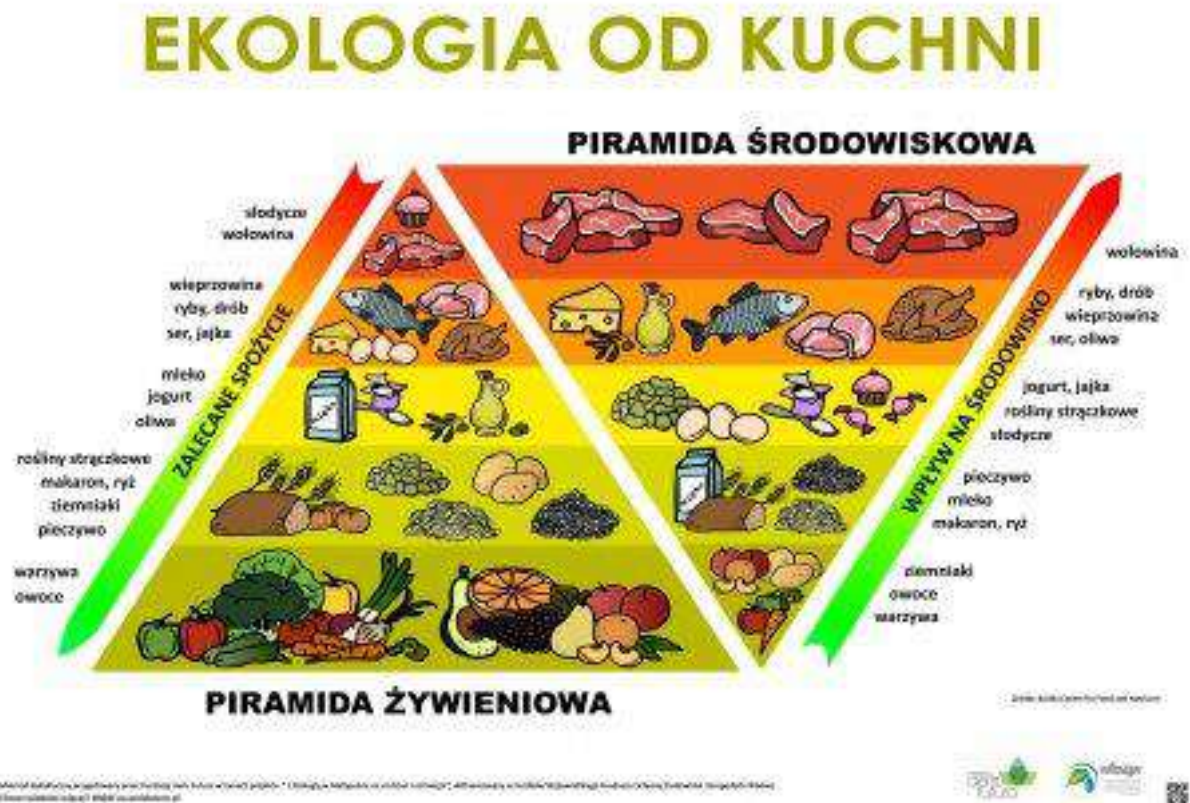 EKOLOGIA OD KUCHNI
PIRAMIDA ŚRODOWISKOWA
słodycze
wołowina
wieprzowina
ryby, drób
ser, jajka
mleko
jogurt
oliwa
rośliny strączkowe
makaron, ryż
ziemniaki
pieczywo
warzywa
owoce
ZALECANE SPOŻYCIE
wołowina
ryby, drób
wieprzowina
ser, oliwa
jogurt, jajka
rośliny strączkowe
słodycze
pieczywo
mleko
makaron, ryż
ziemniaki
owoce
warzywa
WPŁYW NA ŚRODOWISKO
PIRAMIDA ŻYWIENIOWA